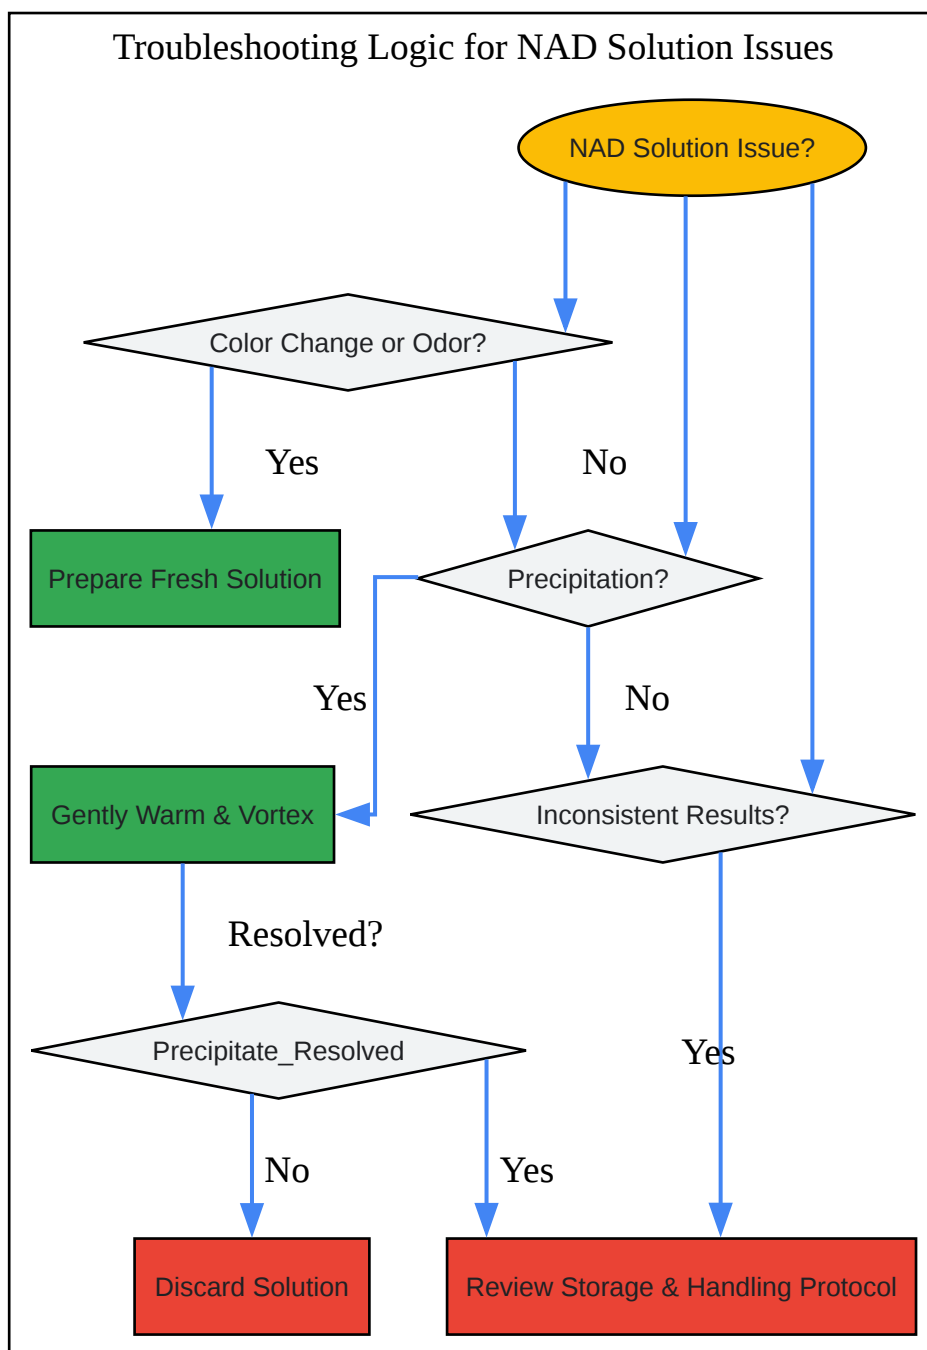 Troubleshooting Logic for NAD Solution Issues
NAD Solution Issue?
Color Change or Odor?
Yes
No
Prepare Fresh Solution
Precipitation?
Yes
No
Gently Warm & Vortex
Inconsistent Results?
Resolved?
Precipitate_Resolved
Yes
No
Yes
Discard Solution
Review Storage & Handling Protocol